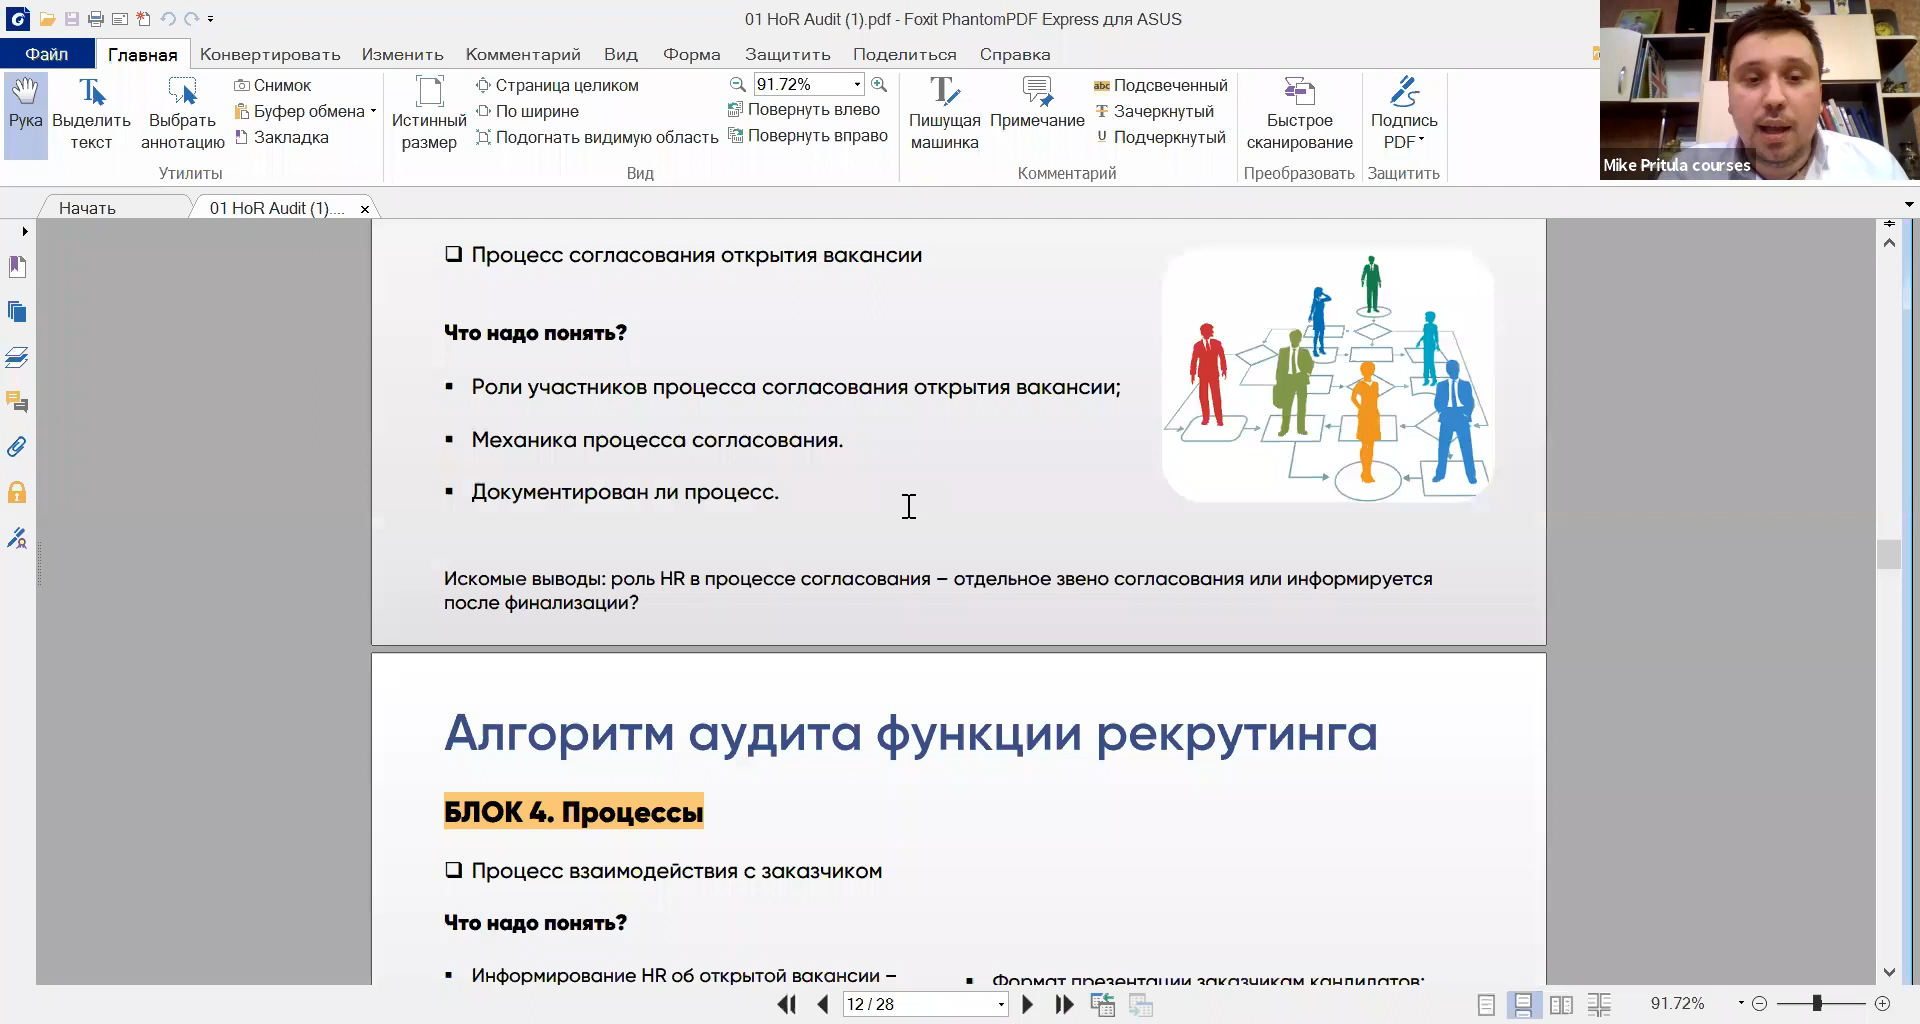 01 HoR Audit (1).pdf - Foxit PhantomPDF Express для ASUS
Файл Главная Конвертировать Изменить Комментарий Вид Форма Защитить Поделиться Справка
Рука
Выделить текст
Выбрать аннотацию
Снимок
Буфер обмена
Закладка
Утилиты
Истинный размер
Страница целиком
По ширине
Подогнать видимую область
91.72%
Повернуть влево
Повернуть вправо
Вид
Пишущая машинка
Примечание
abc Подсвеченный
T Зачеркнутый
U Подчеркнутый
Комментарий
Быстрое сканирование
Преобразовать
Подпись PDF
Защитить
Mike Pritula courses
Начать
01 HoR Audit (1)....
Процесс согласования открытия вакансии
Что надо понять?
Роли участников процесса согласования открытия вакансии;
Механика процесса согласования.
Документирован ли процесс.
Искомые выводы: роль HR в процессе согласования – отдельное звено согласования или информируется
после финализации?
Алгоритм аудита функции рекрутинга
БЛОК 4. Процессы
Процесс взаимодействия с заказчиком
Что надо понять?
Информирование HR об открытой вакансии –
Формат презентации заказчикам кандидатов;
12 / 28
91.72%